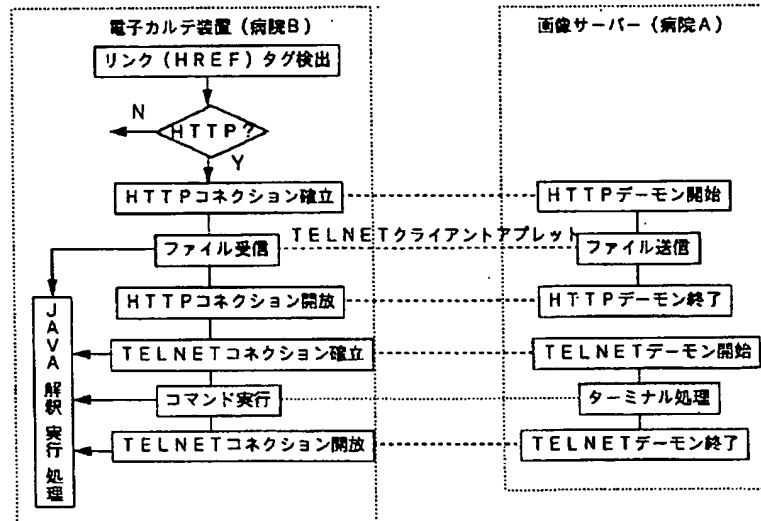 電子カルテ装置(病院B)
画像サーバー(病院A)
リンク(HREF)タグ検出
N
HTTP?
Y
HTTPコネクション確立
HTTPデーモン開始
TELNETクライアントアプレット
ファイル受信
ファイル送信
HTTPコネクション開放
HTTPデーモン終了
JAVA解釈実行処理
TELNETコネクション確立
TELNETデーモン開始
コマンド実行
ターミナル処理
TELNETコネクション開放
TELNETデーモン終了